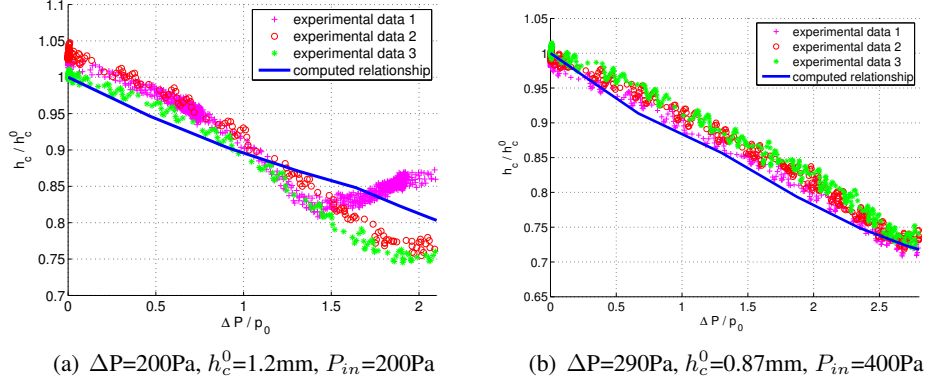 1.1
1.05
1
0.95
0.9
0.85
0.8
0.75
0.7
h_c / h_c^0
0 0.5 1 1.5 2
Δ P / p_0
experimental data 1
experimental data 2
experimental data 3
computed relationship
(a) ΔP=200Pa, h_c^0=1.2mm, P_in=200Pa
1.05
1
0.95
0.9
0.85
0.8
0.75
0.7
0.65
h_c / h_c^0
0 0.5 1 1.5 2 2.5
Δ P / p_0
experimental data 1
experimental data 2
experimental data 3
computed relationship
(b) ΔP=290Pa, h_c^0=0.87mm, P_in=400Pa